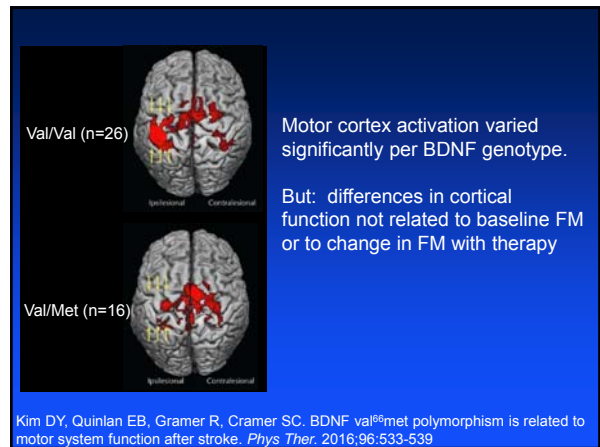 Val/Val (n=26)
Ipsilesional Contralesional
Motor cortex activation varied
significantly per BDNF genotype.
But: differences in cortical
function not related to baseline FM
or to change in FM with therapy
Val/Met (n=16)
Ipsilesional Contralesional
Kim DY, Quinlan EB, Gramer R, Cramer SC. BDNF val⁶⁶met polymorphism is related to
motor system function after stroke. Phys Ther. 2016;96:533-539